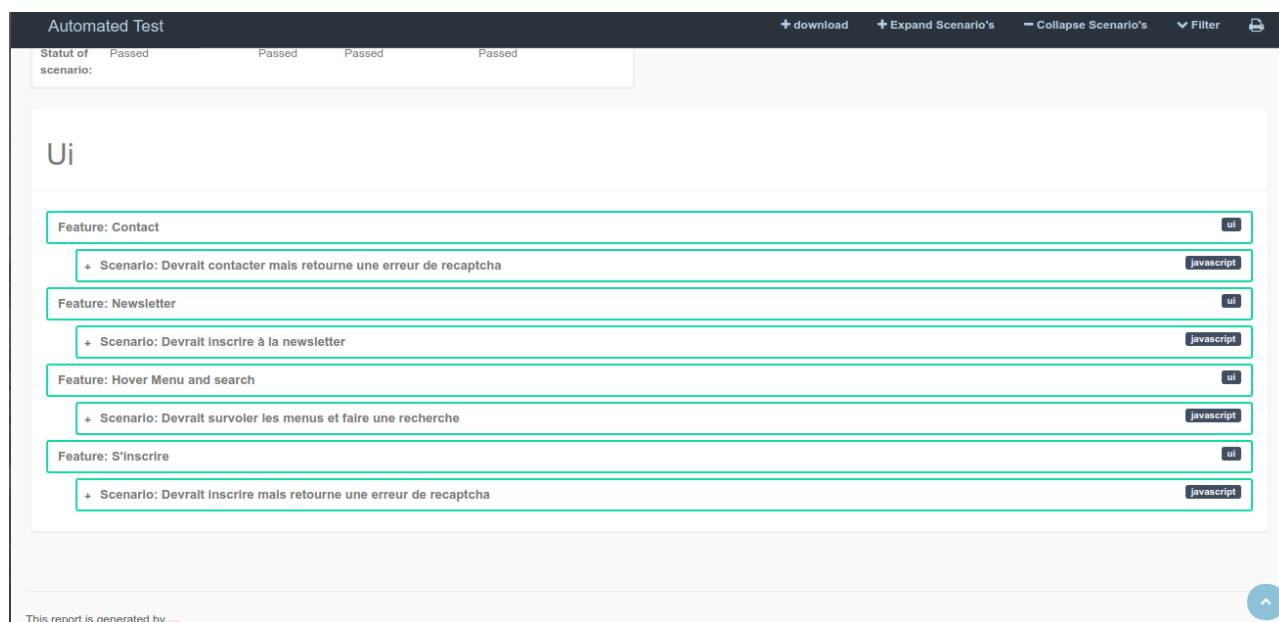 Automated Test
+ download
+ Expand Scenario's
− Collapse Scenario's
Filter
Statut of scenario: Passed Passed Passed Passed
Ui
Feature: Contact ui
+ Scenario: Devrait contacter mais retourne une erreur de recaptcha javascript
Feature: Newsletter ui
+ Scenario: Devrait inscrire à la newsletter javascript
Feature: Hover Menu and search ui
+ Scenario: Devrait survoler les menus et faire une recherche javascript
Feature: S'inscrire ui
+ Scenario: Devrait inscrire mais retourne une erreur de recaptcha javascript
This report is generated by ....